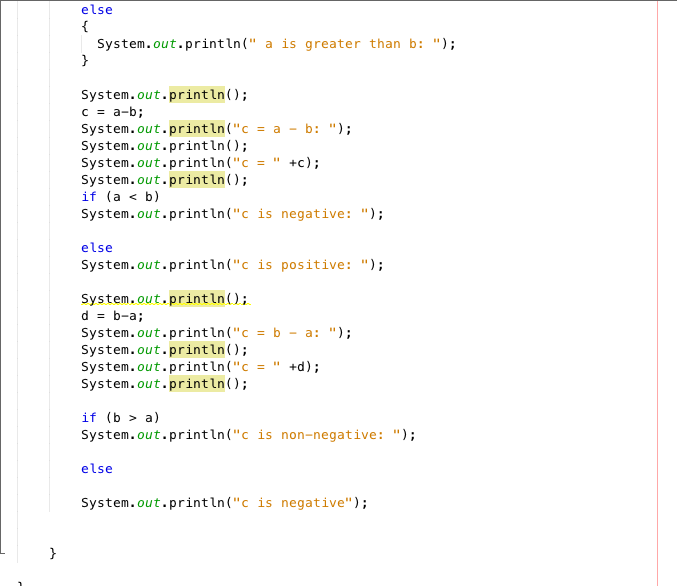 else
{
System.out.println(" a is greater than b: ");
}
System.out.println();
c = a-b;
System.out.println("c = a - b: ");
System.out.println();
System.out.println("c = " +c);
System.out.println();
if (a < b)
System.out.println("c is negative: ");
else
System.out.println("c is positive: ");
System.out.println();
d = b-a;
System.out.println("c = b - a: ");
System.out.println();
System.out.println("c = " +d);
System.out.println();
if (b > a)
System.out.println("c is non-negative: ");
else
System.out.println("c is negative");
}
}